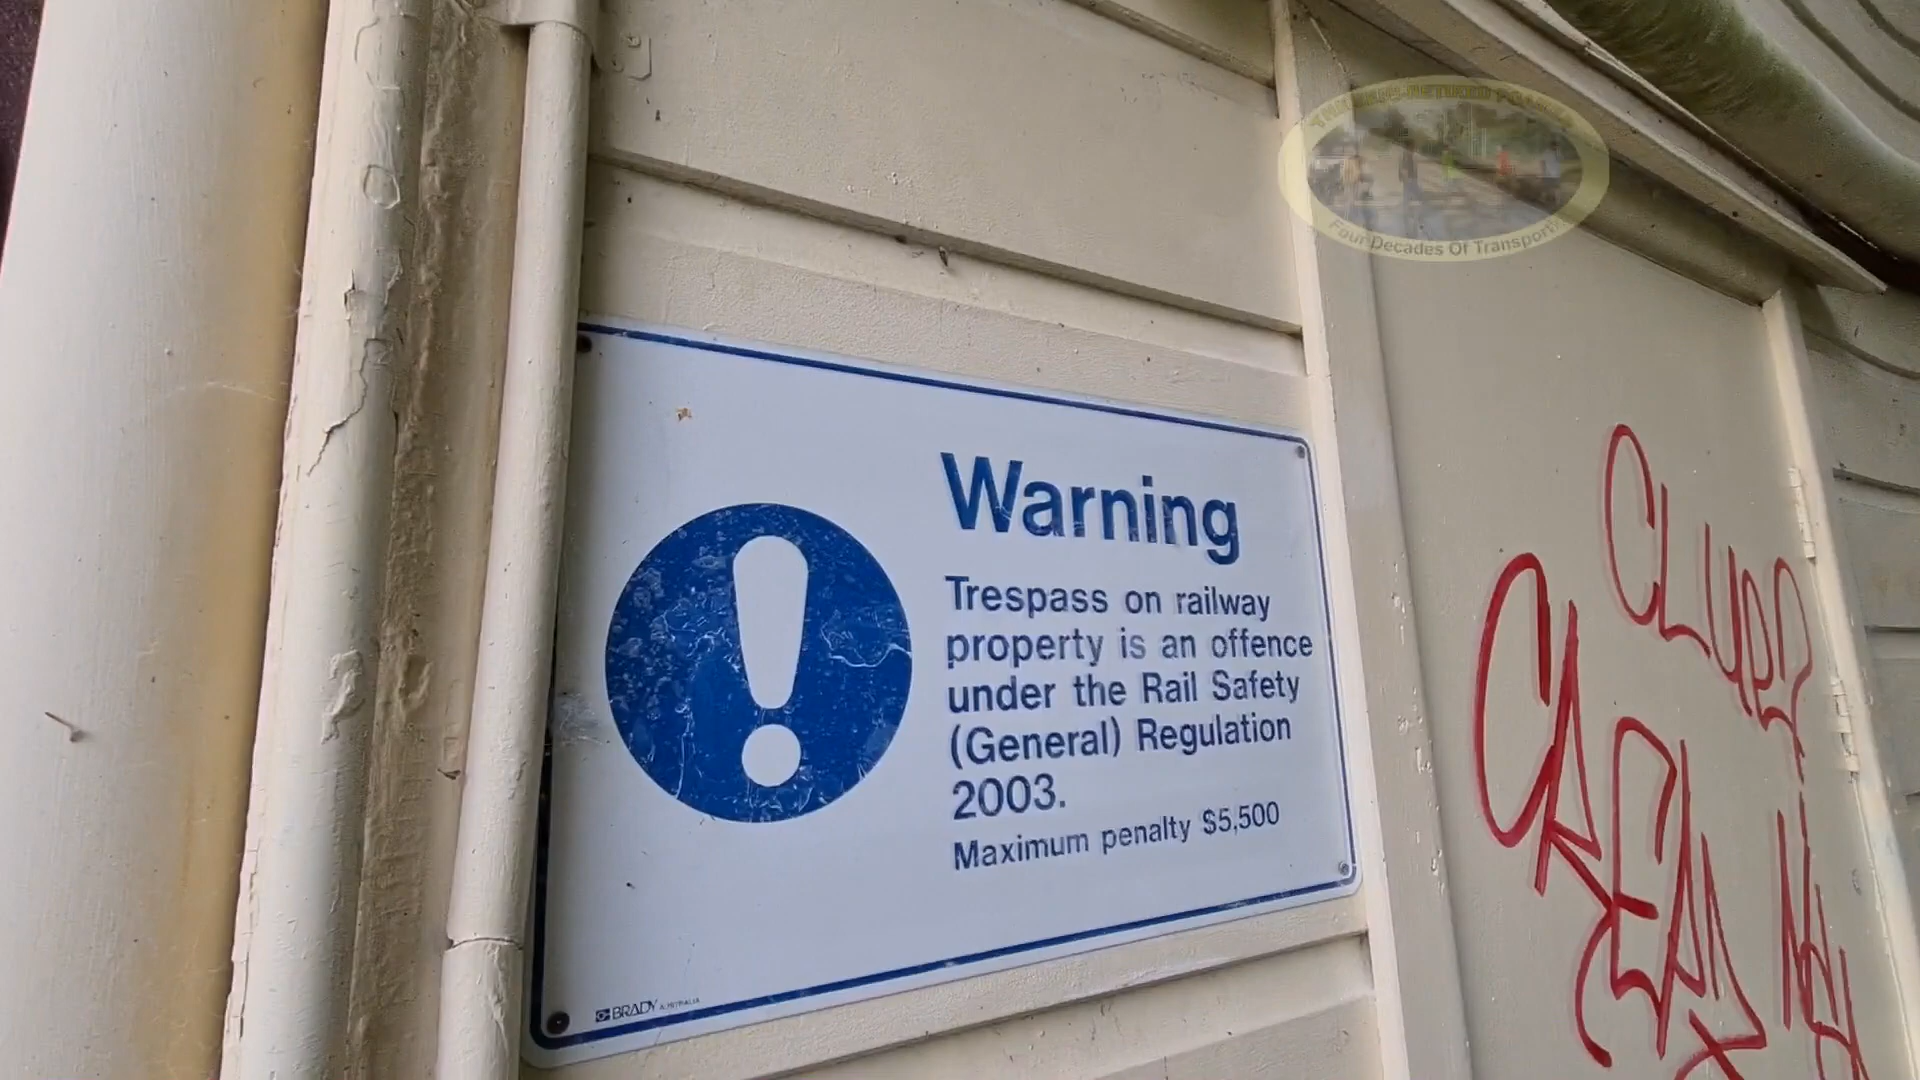 Four Decades Of Transport
Warning
Trespass on railway
property is an offence
under the Rail Safety
(General) Regulation
2003.
Maximum penalty $5,500
BRADY AUSTRALIA